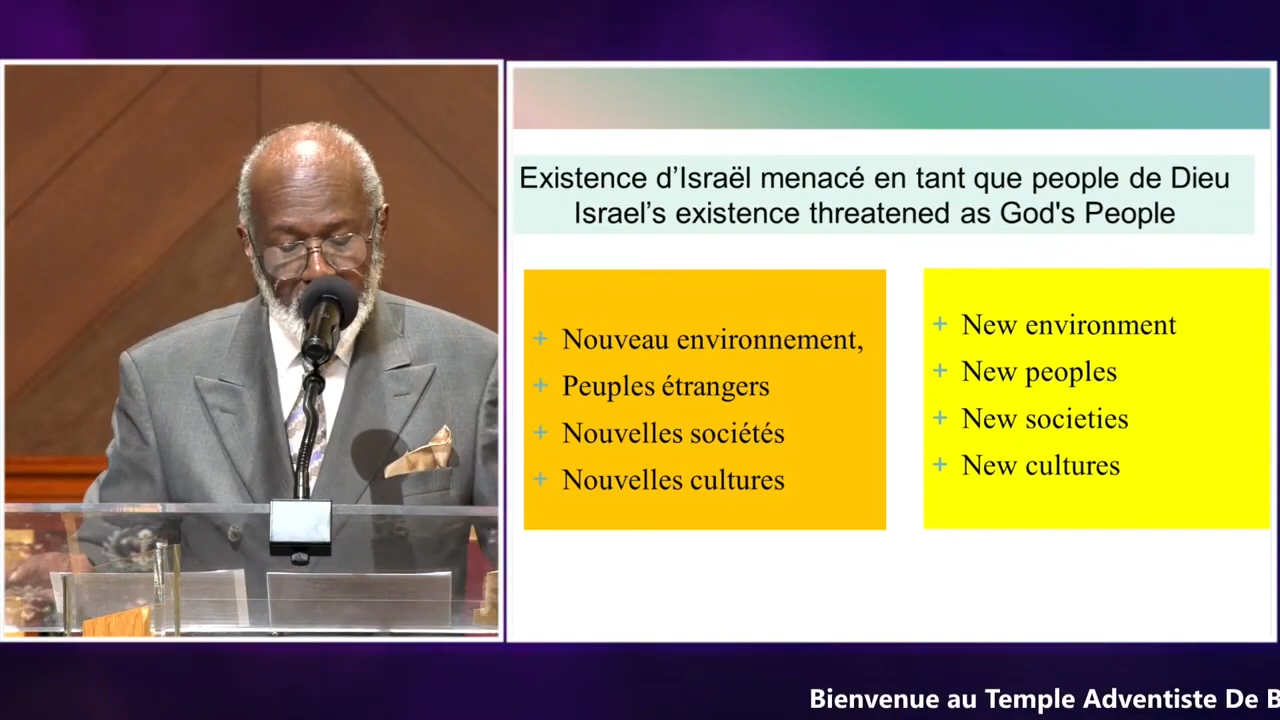 Existence d’Israël menacé en tant que people de Dieu
Israel’s existence threatened as God's People
+ Nouveau environnement,
+ Peuples étrangers
+ Nouvelles sociétés
+ Nouvelles cultures
+ New environment
+ New peoples
+ New societies
+ New cultures
Bienvenue au Temple Adventiste De